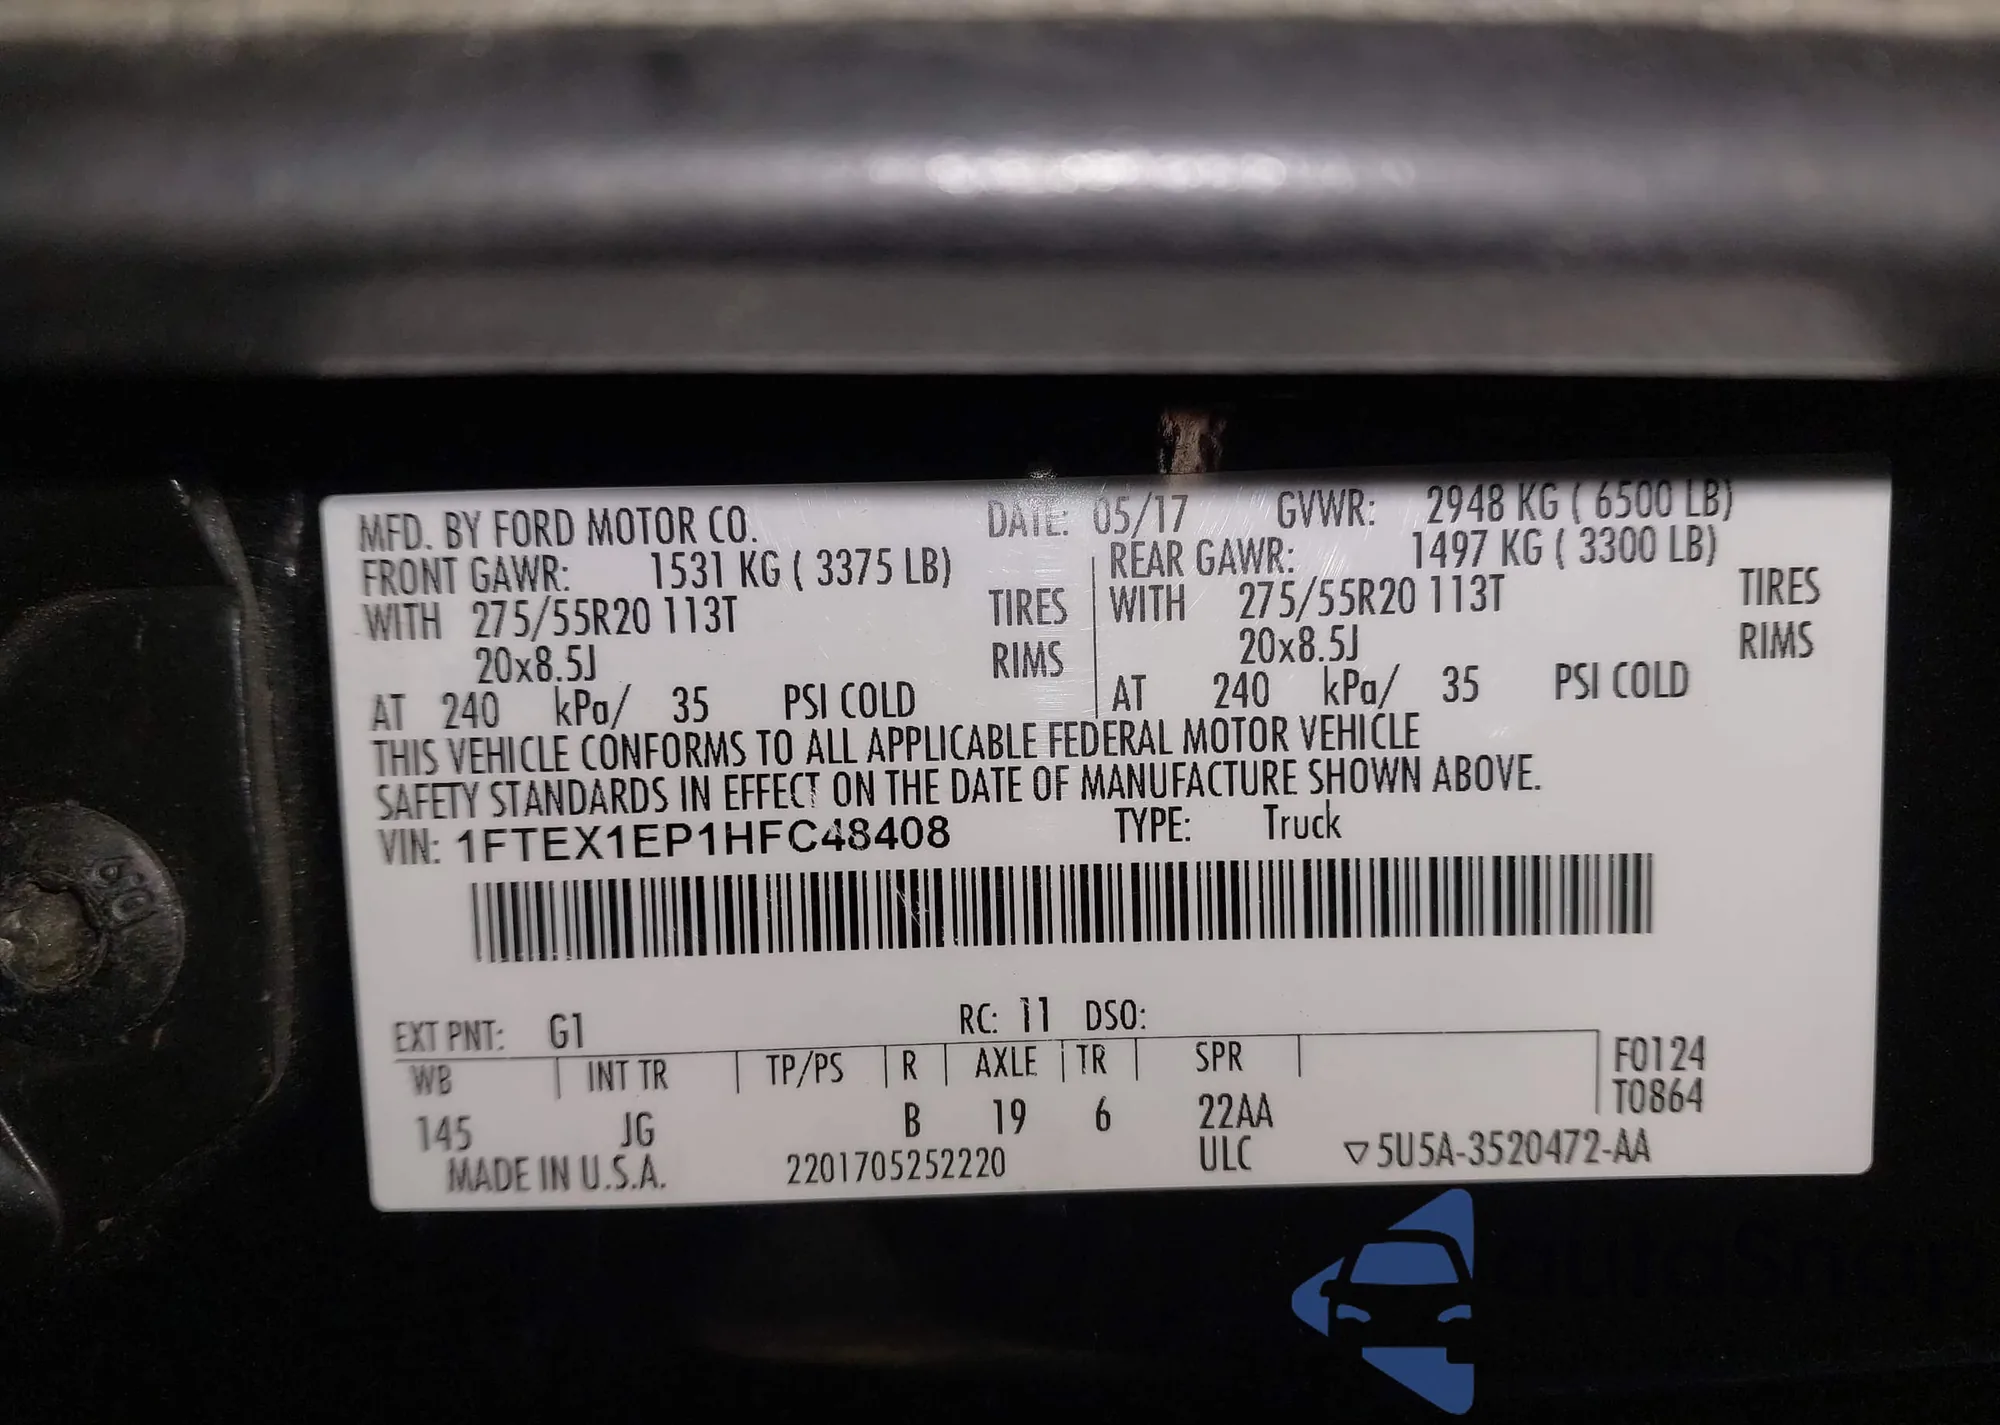 MFD. BY FORD MOTOR CO. DATE: 05/17 GVWR: 2948 KG ( 6500 LB)
FRONT GAWR: 1531 KG ( 3375 LB) REAR GAWR: 1497 KG ( 3300 LB)
WITH 275/55R20 113T TIRES WITH 275/55R20 113T TIRES
20x8.5J RIMS 20x8.5J RIMS
AT 240 kPa/ 35 PSI COLD AT 240 kPa/ 35 PSI COLD
THIS VEHICLE CONFORMS TO ALL APPLICABLE FEDERAL MOTOR VEHICLE
SAFETY STANDARDS IN EFFECT ON THE DATE OF MANUFACTURE SHOWN ABOVE.
VIN: 1FTEX1EP1HFC48408 TYPE: Truck
EXT PNT: G1 RC: 11 DSO:
WB INT TR TP/PS R AXLE TR SPR F0124
T0864
145 JG B 19 6 22AA
MADE IN U.S.A. 2201705252220 ULC ▽5U5A-3520472-AA